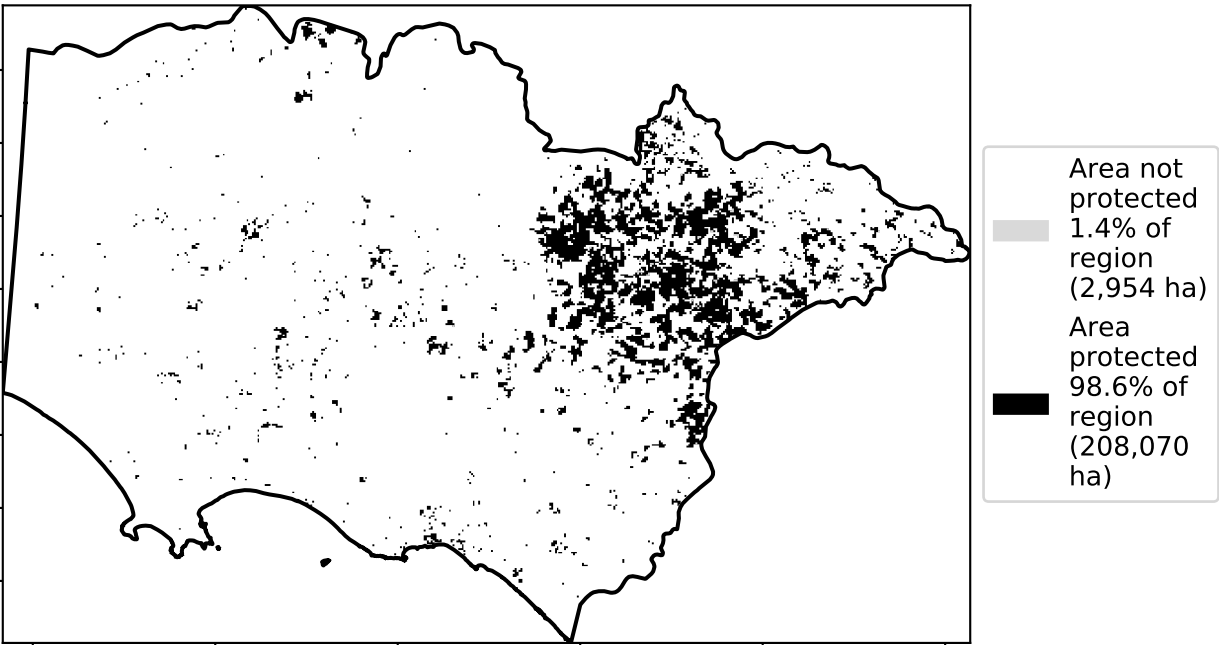 Area not
protected
1.4% of
region
(2,954 ha)
Area
protected
98.6% of
region
(208,070
ha)